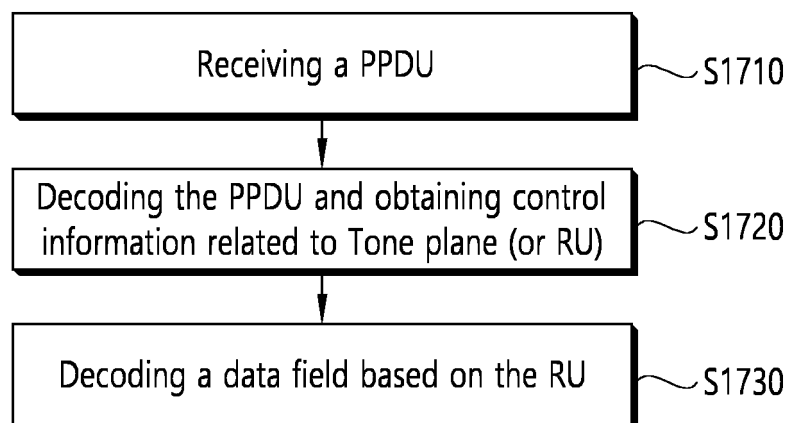 Receiving a PPDU
S1710
Decoding the PPDU and obtaining control
information related to Tone plane (or RU)
S1720
Decoding a data field based on the RU
S1730